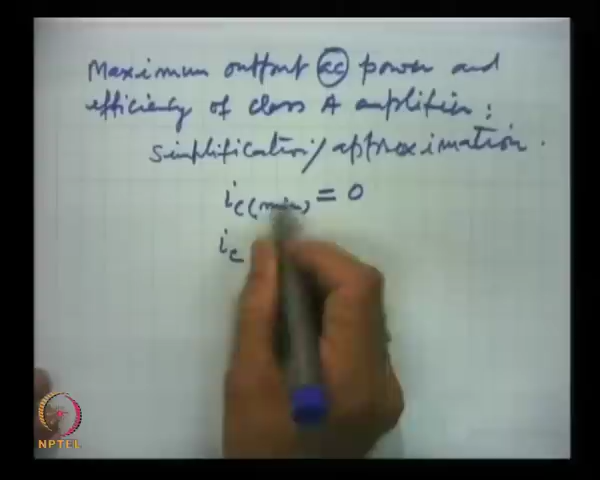 Maximum output ac power and
efficiency of class A amplifier :
simplification/approximation .
i_c(min) = 0
i_c
NPTEL